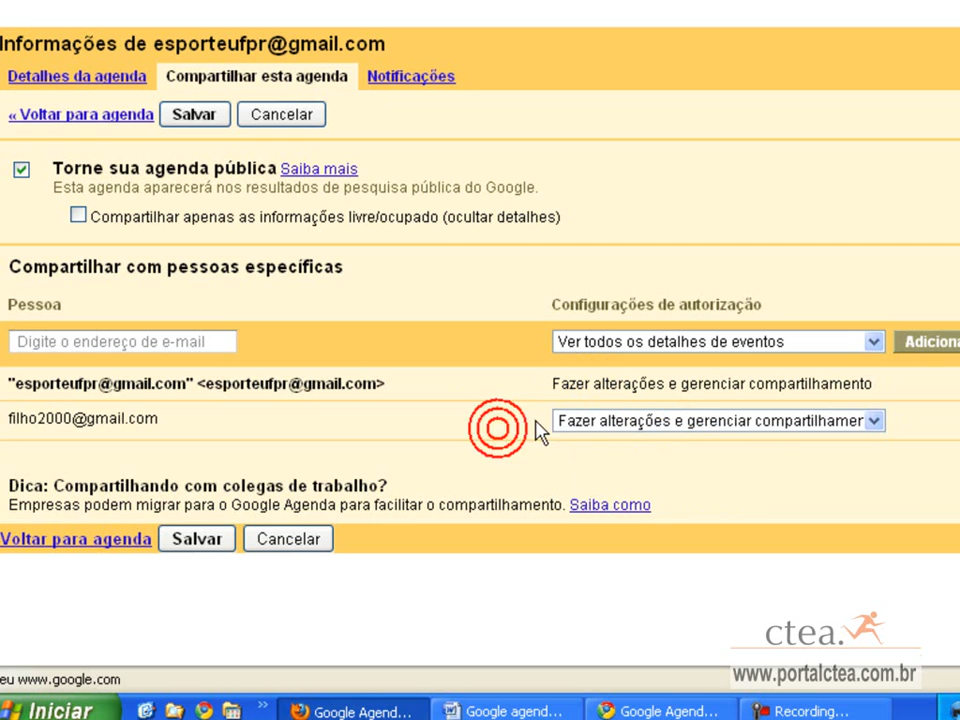 Informações de esporteufpr@gmail.com
Detalhes da agenda Compartilhar esta agenda Notificações
« Voltar para agenda Salvar Cancelar
Torne sua agenda pública Saiba mais
Esta agenda aparecerá nos resultados de pesquisa pública do Google.
Compartilhar apenas as informações livre/ocupado (ocultar detalhes)
Compartilhar com pessoas específicas
Pessoa Configurações de autorização
Digite o endereço de e-mail Ver todos os detalhes de eventos Adiciona
"esporteufpr@gmail.com" <esporteufpr@gmail.com> Fazer alterações e gerenciar compartilhamento
filho2000@gmail.com Fazer alterações e gerenciar compartilhamer
Dica: Compartilhando com colegas de trabalho?
Empresas podem migrar para o Google Agenda para facilitar o compartilhamento. Saiba como
Voltar para agenda Salvar Cancelar
ctea.
www.portalctea.com.br
eu www.google.com
Iniciar » Google Agend... Google agend... Google Agend... Recording...